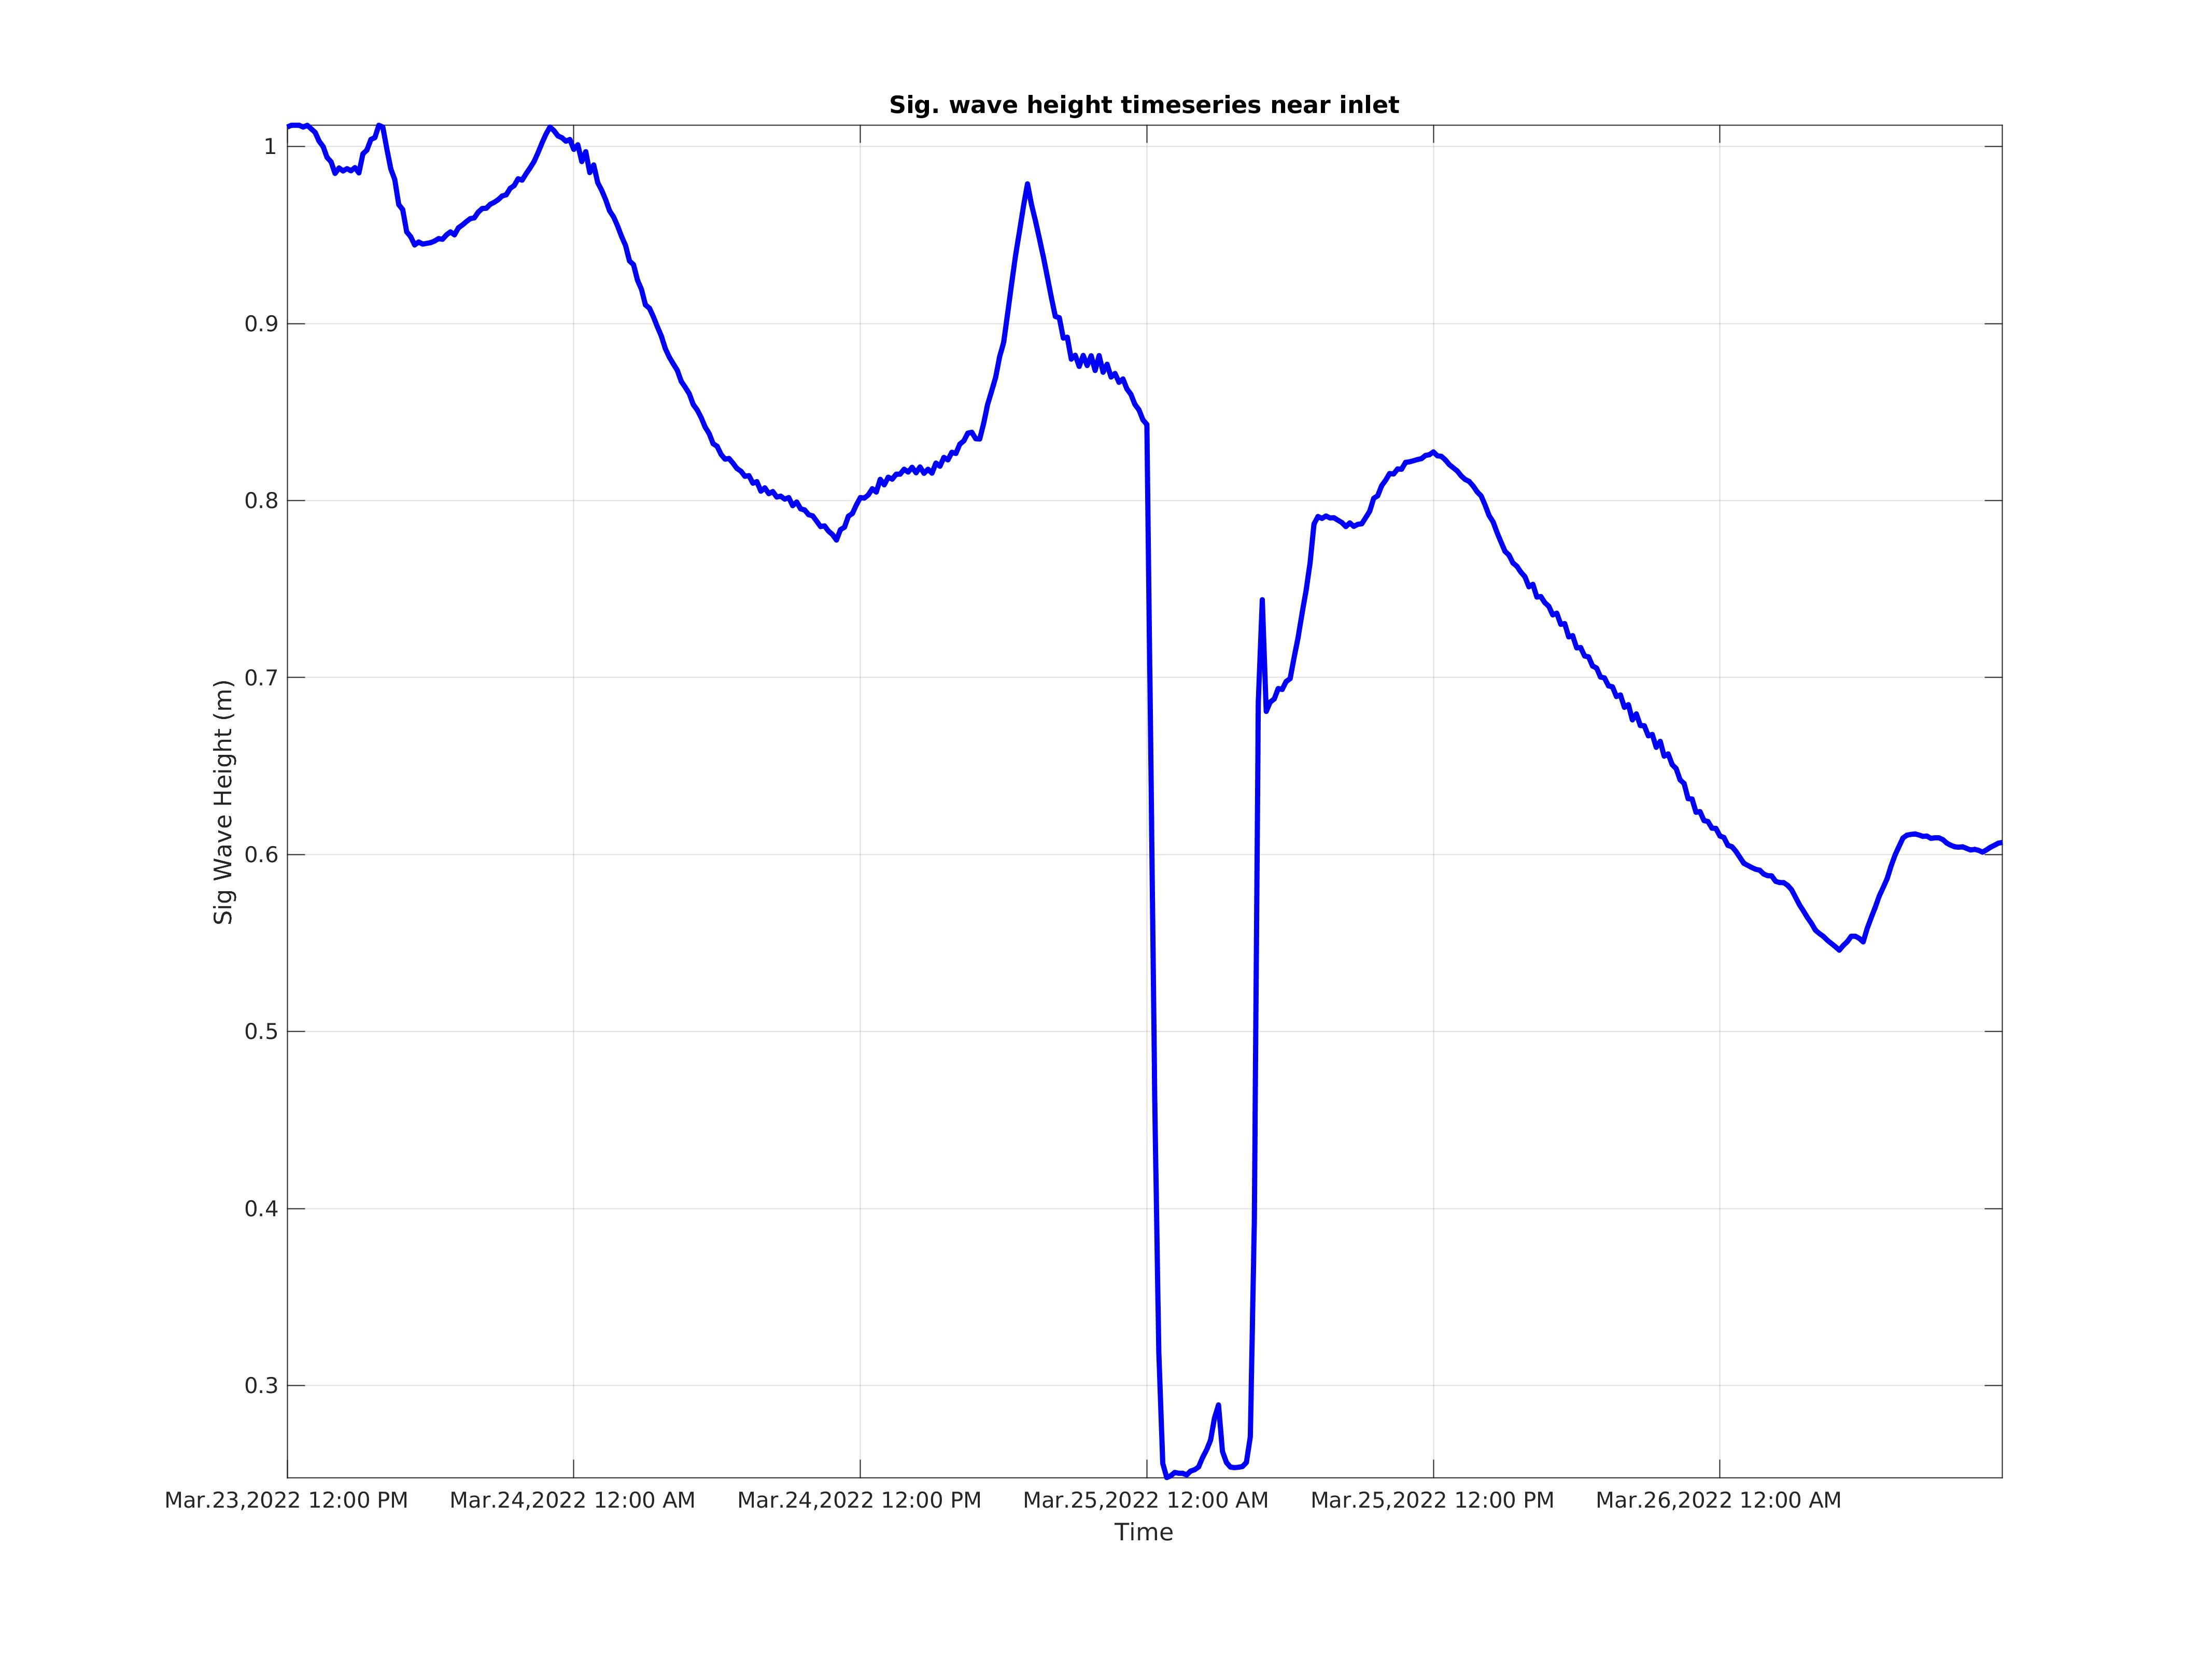 Sig. wave height timeseries near inlet
Sig Wave Height (m)
1
0.9
0.8
0.7
0.6
0.5
0.4
0.3
Mar.23,2022 12:00 PM
Mar.24,2022 12:00 AM
Mar.24,2022 12:00 PM
Mar.25,2022 12:00 AM
Mar.25,2022 12:00 PM
Mar.26,2022 12:00 AM
Time